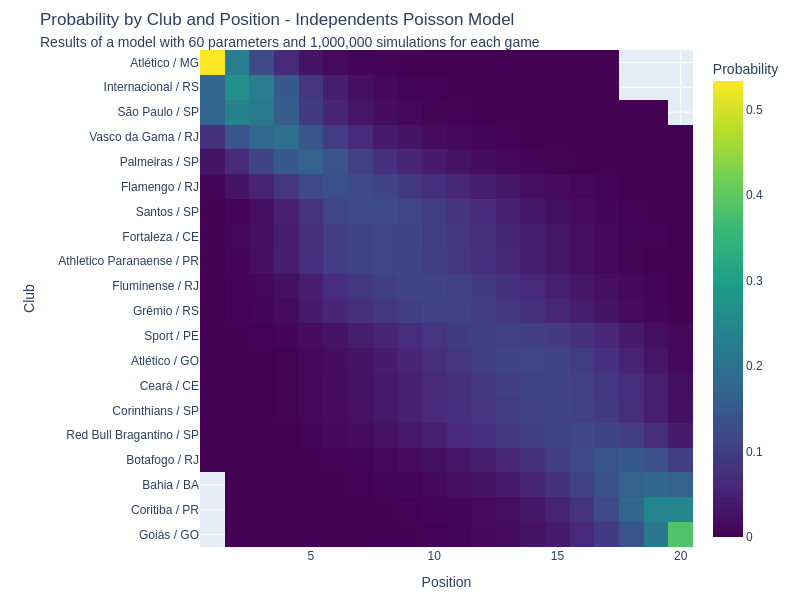 Probability by Club and Position - Independents Poisson Model
Results of a model with 60 parameters and 1,000,000 simulations for each game
Probability
Club
Atlético / MG
Internacional / RS
São Paulo / SP
Vasco da Gama / RJ
Palmeiras / SP
Flamengo / RJ
Santos / SP
Fortaleza / CE
Athletico Paranaense / PR
Fluminense / RJ
Grêmio / RS
Sport / PE
Atlético / GO
Ceará / CE
Corinthians / SP
Red Bull Bragantino / SP
Botafogo / RJ
Bahia / BA
Coritiba / PR
Goiás / GO
0.5
0.4
0.3
0.2
0.1
0
5 10 15 20
Position